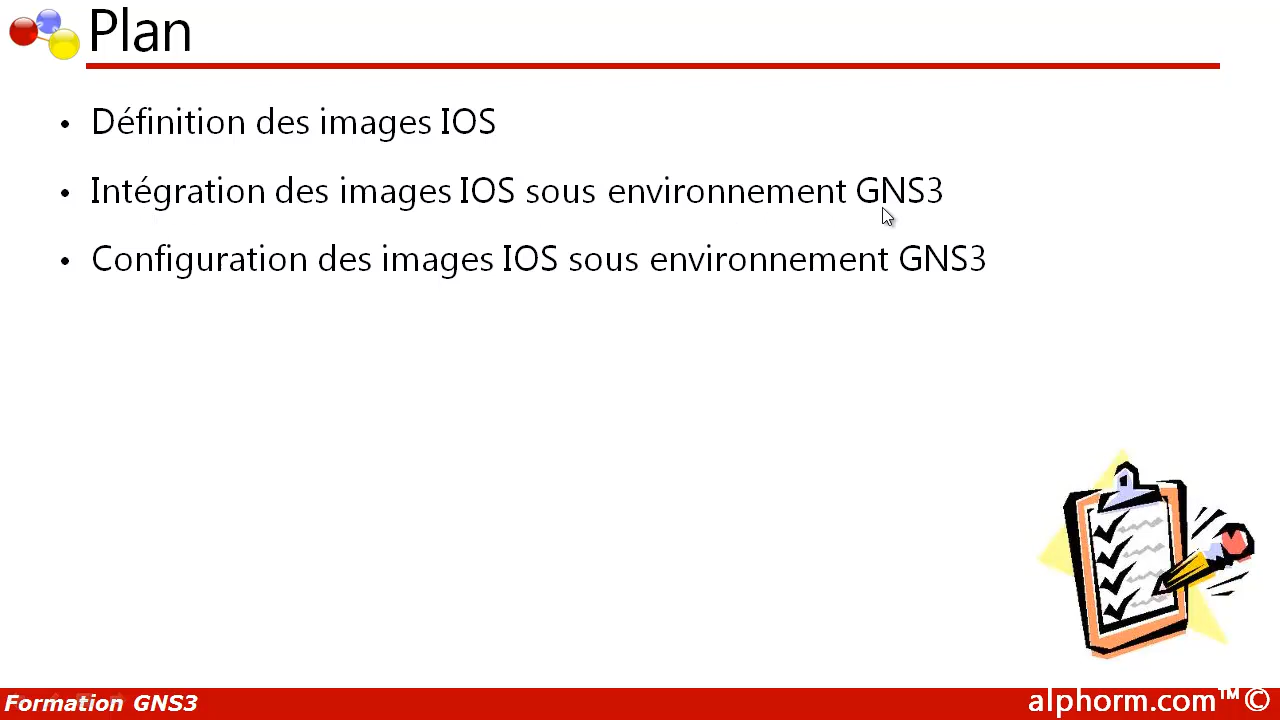 Plan
• Définition des images IOS
• Intégration des images IOS sous environnement GNS3
• Configuration des images IOS sous environnement GNS3
Formation GNS3
alphorm.com™©